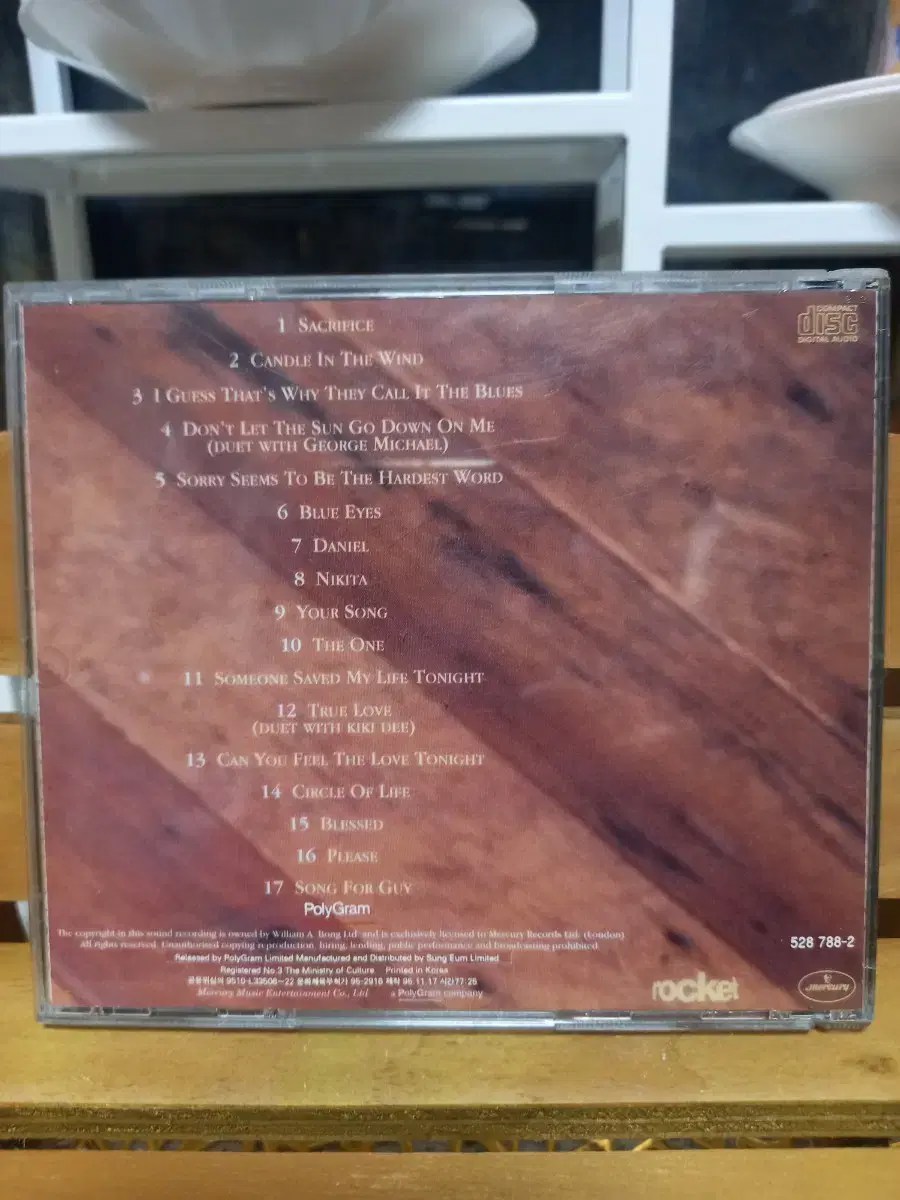 COMPACT
disc
DIGITAL AUDIO
1 SACRIFICE
2 CANDLE IN THE WIND
3 I GUESS THAT'S WHY THEY CALL IT THE BLUES
4 DON'T LET THE SUN GO DOWN ON ME
(DUET WITH GEORGE MICHAEL)
5 SORRY SEEMS TO BE THE HARDEST WORD
6 BLUE EYES
7 DANIEL
8 NIKITA
9 YOUR SONG
10 THE ONE
11 SOMEONE SAVED MY LIFE TONIGHT
12 TRUE LOVE
(DUET WITH KIKI DEE)
13 CAN YOU FEEL THE LOVE TONIGHT
14 CIRCLE OF LIFE
15 BLESSED
16 PLEASE
17 SONG FOR GUY
PolyGram
The copyright in this sound recording is owned by William A. Bong Ltd. and is exclusively licensed to Mercury Records Ltd. (London)
All rights reserved. Unauthorised copying reproduction, hiring, lending, public performance and broadcasting prohibited
Released by PolyGram Limited Manufactured and Distributed by Sung Eum Limited
Registered No.3 The Ministry of Culture Printed in Korea
95.11.17 77:26
Mercury Music Entertainment Co., Ltd a PolyGram company
528 788-2
rocket
mercury